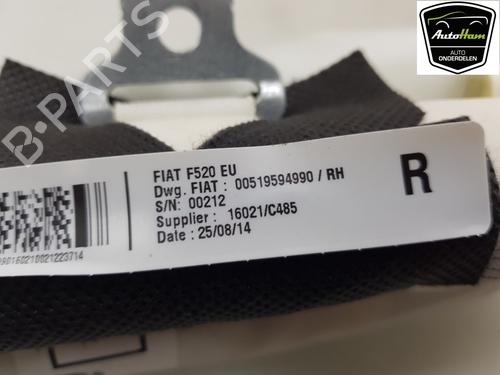 AutoHam
AUTO
ONDERDELEN
B-PARTS
FIAT F520 EU
Dwg. FIAT : 00519594990 / RH
S/N: 00212
Supplier : 16021/C485
Date : 25/08/14
R